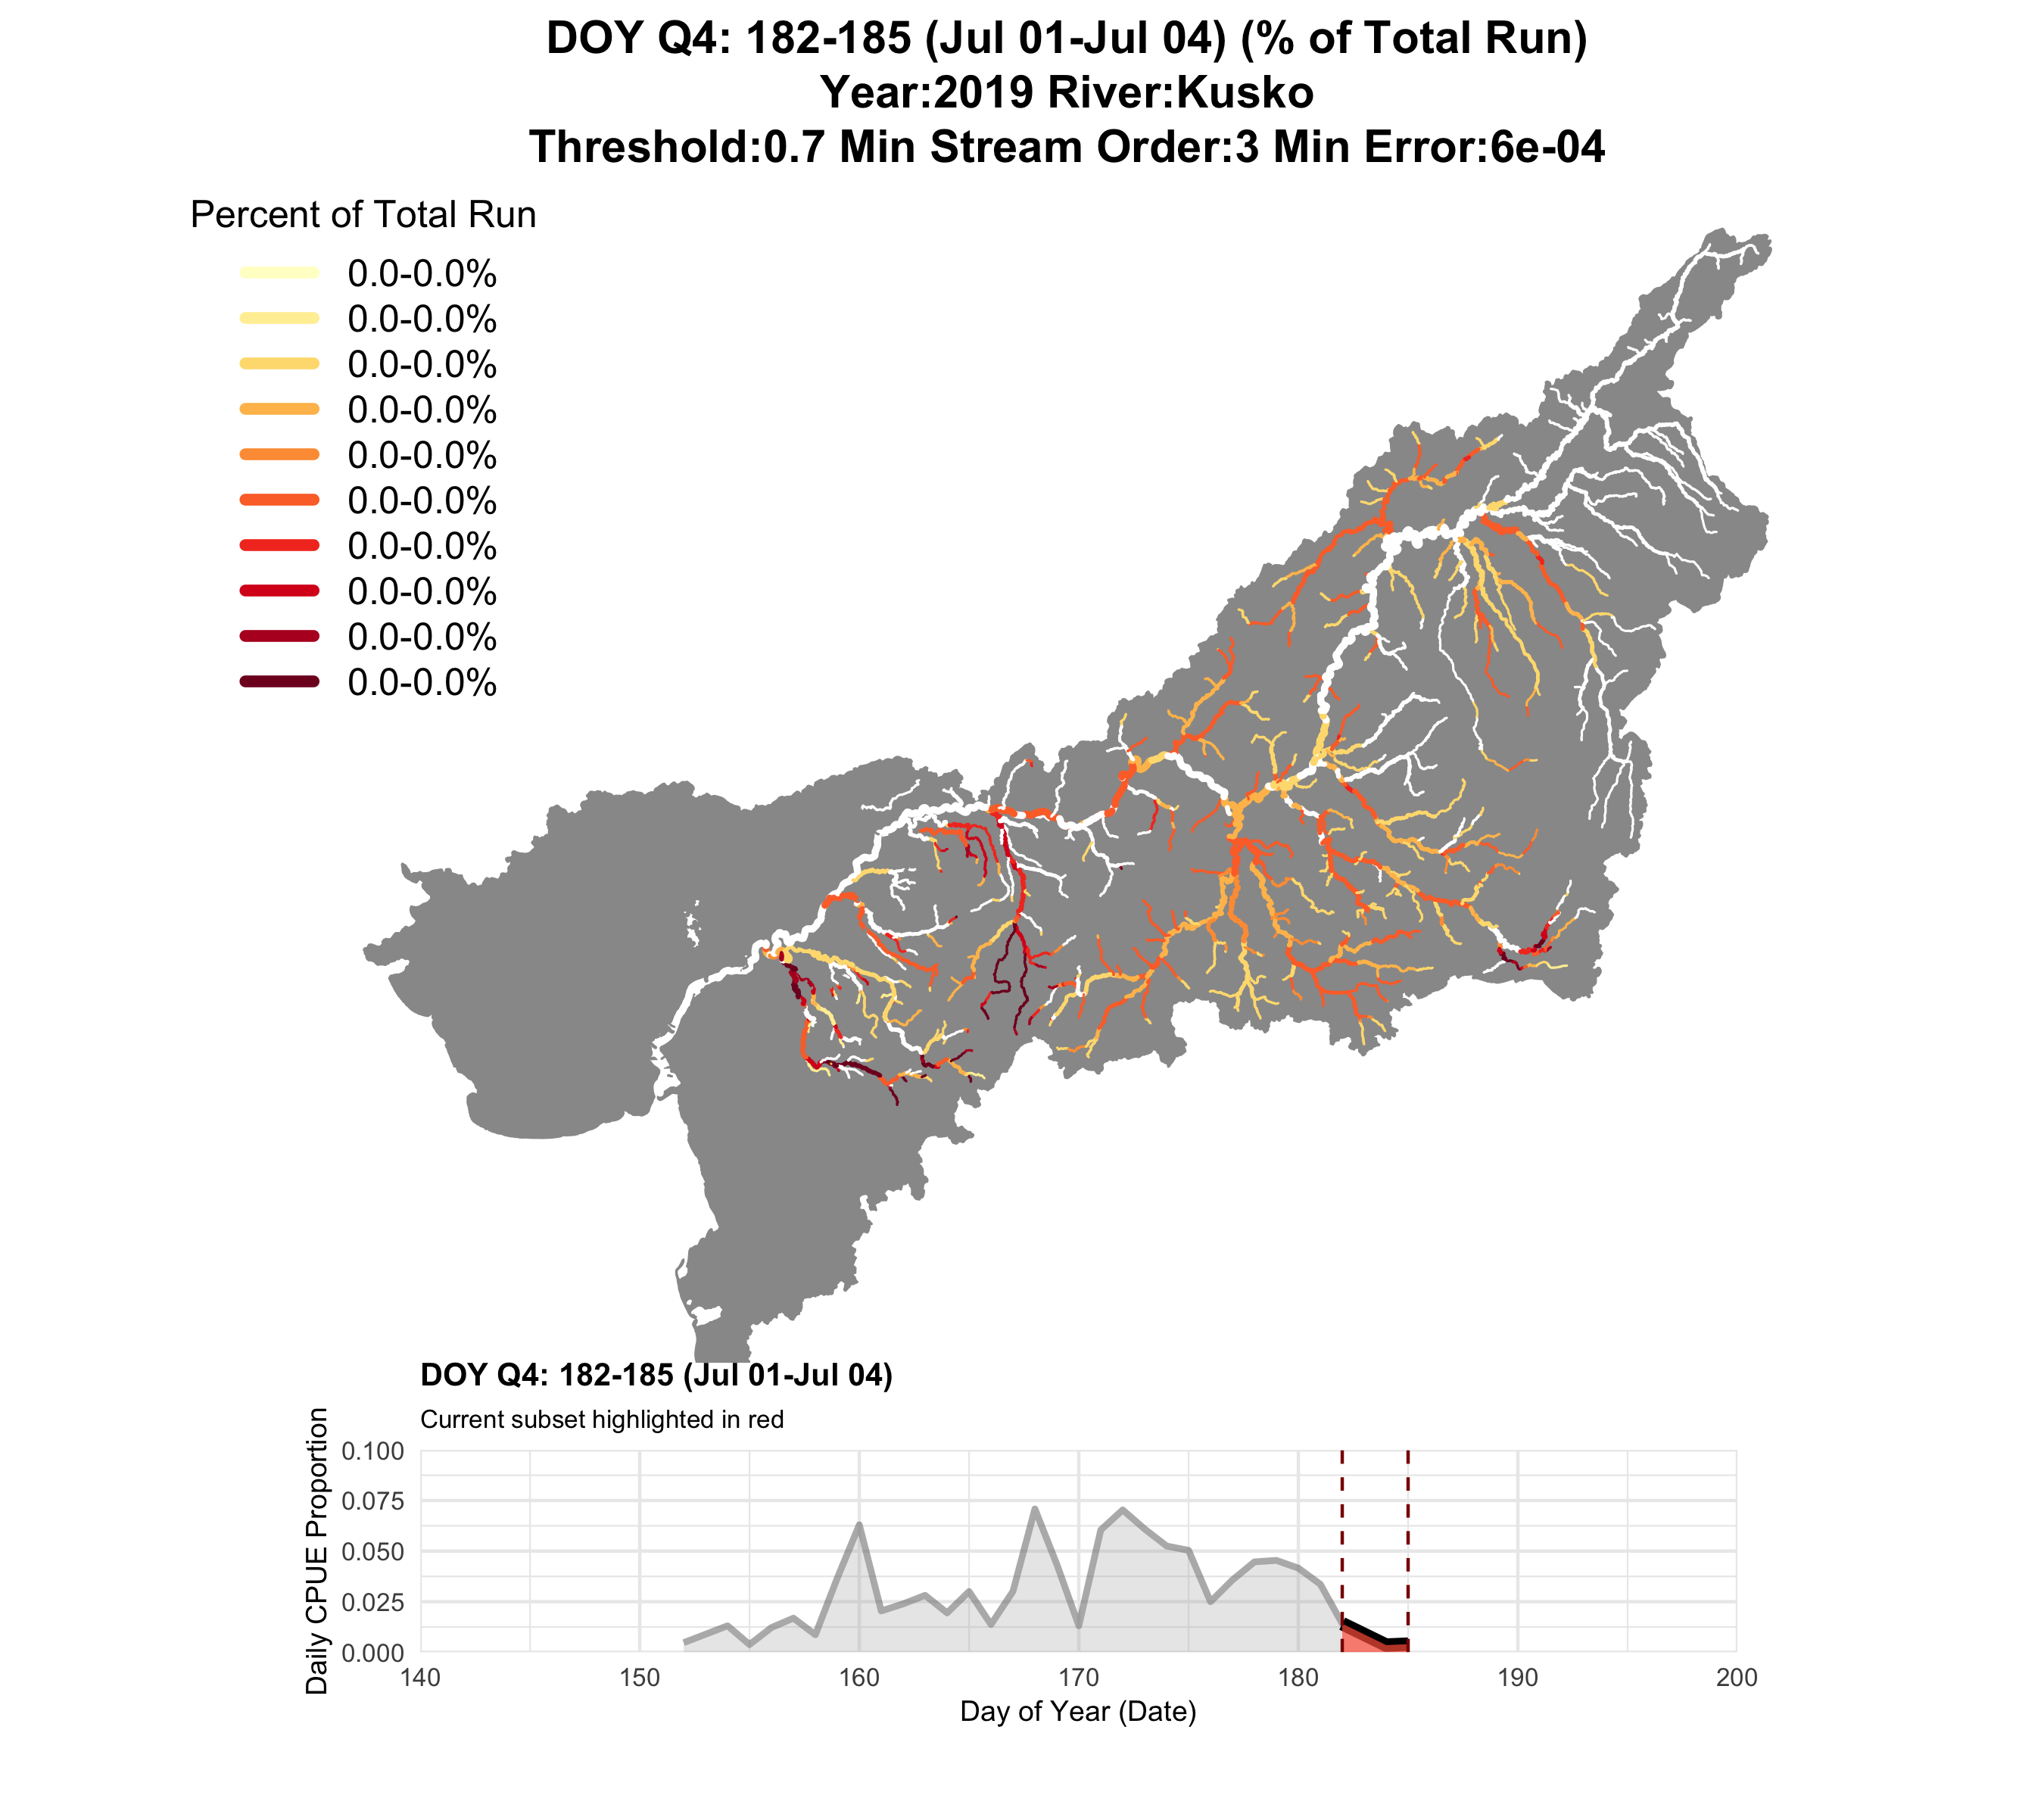 DOY Q4: 182-185 (Jul 01-Jul 04) (% of Total Run)
Year:2019 River:Kusko
Threshold:0.7 Min Stream Order:3 Min Error:6e-04
Percent of Total Run
0.0-0.0%
0.0-0.0%
0.0-0.0%
0.0-0.0%
0.0-0.0%
0.0-0.0%
0.0-0.0%
0.0-0.0%
0.0-0.0%
0.0-0.0%
DOY Q4: 182-185 (Jul 01-Jul 04)
Current subset highlighted in red
Daily CPUE Proportion
0.100
0.075
0.050
0.025
0.000
140 150 160 170 180 190 200
Day of Year (Date)